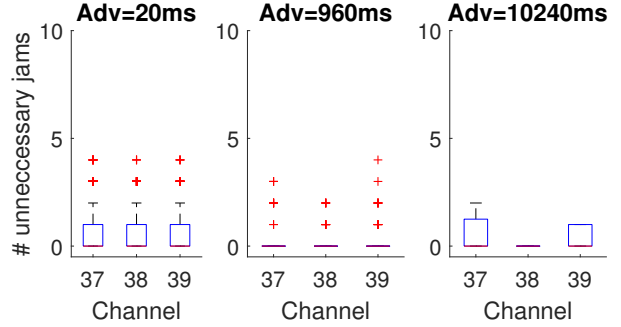 Adv=20ms
# unneccessary jams
10
5
0
37 38 39
Channel
Adv=960ms
10
5
0
37 38 39
Channel
Adv=10240ms
10
5
0
37 38 39
Channel